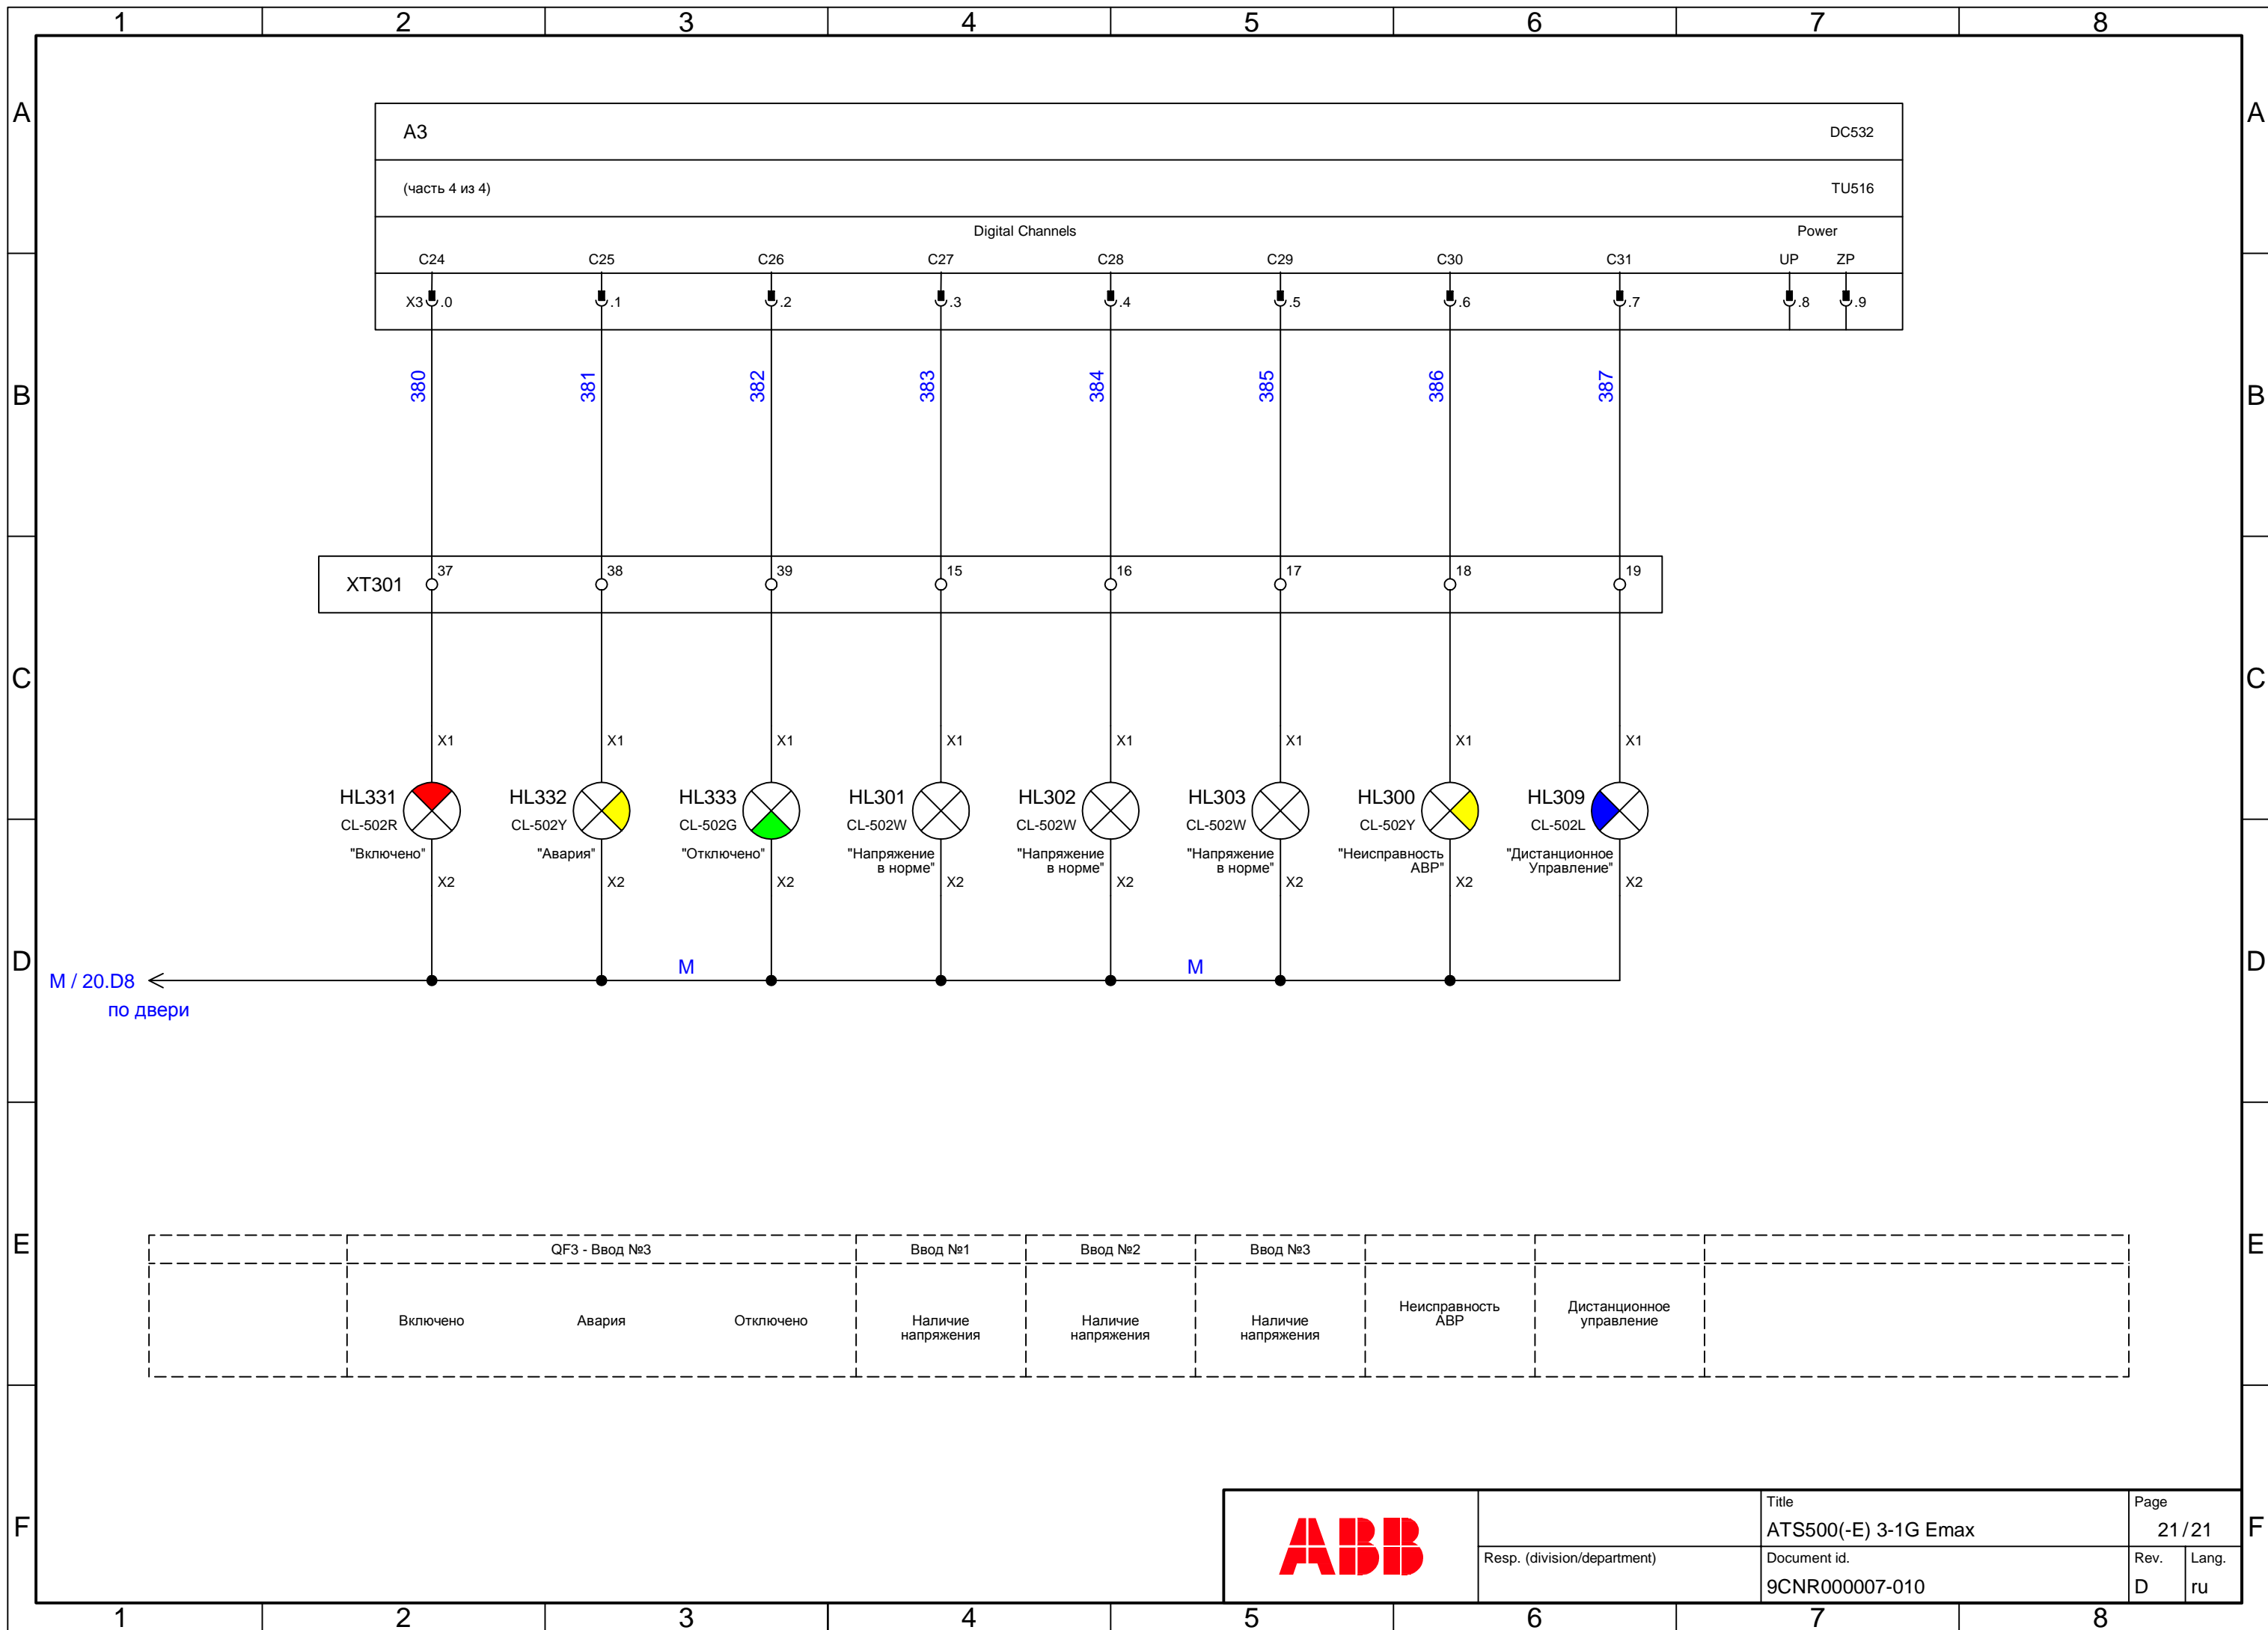 1 2 3 4 5 6 7 8
A A
A3 DC532
(часть 4 из 4) TU516
Digital Channels Power
C24 C25 C26 C27 C28 C29 C30 C31 UP ZP
X3 .0 .1 .2 .3 .4 .5 .6 .7 .8 .9
B B
380 381 382 383 384 385 386 387
XT301 37 38 39 15 16 17 18 19
C C
X1 X1 X1 X1 X1 X1 X1 X1
HL331 HL332 HL333 HL301 HL302 HL303 HL300 HL309
CL-502R CL-502Y CL-502G CL-502W CL-502W CL-502W CL-502Y CL-502L
"Включено" "Авария" "Отключено" "Напряжение "Напряжение "Напряжение "Неисправность "Дистанционное
в норме" в норме" в норме" АВР" Управление"
X2 X2 X2 X2 X2 X2 X2 X2
D M M D
M / 20.D8
по двери
E E
QF3 - Ввод №3 Ввод №1 Ввод №2 Ввод №3
Включено Авария Отключено Наличие Наличие Наличие Неисправность Дистанционное
напряжения напряжения напряжения АВР управление
F F
ABB
Title Page
ATS500(-E) 3-1G Emax 21/21
Resp. (division/department) Document id. Rev. Lang.
9CNR000007-010 D ru
1 2 3 4 5 6 7 8